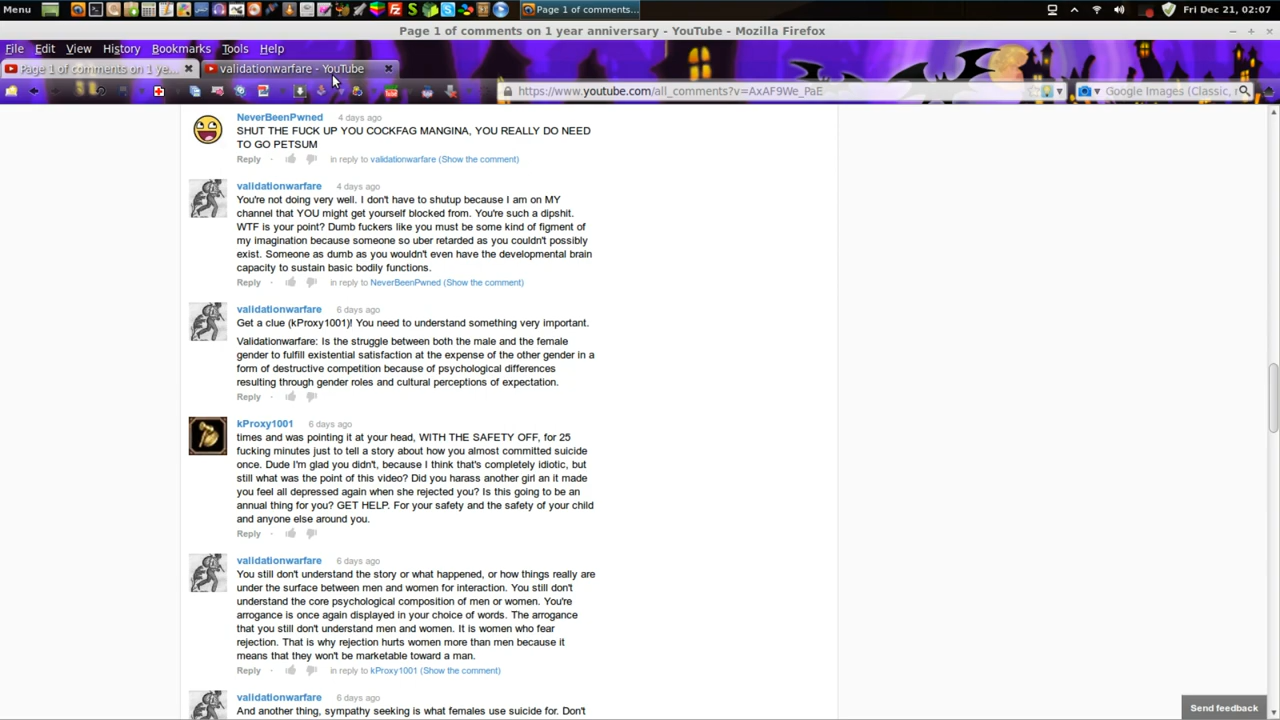 Menu
Page 1 of comments...
Fri Dec 21, 02:07
Page 1 of comments on 1 year anniversary - YouTube - Mozilla Firefox
File Edit View History Bookmarks Tools Help
Page 1 of comments on 1 ye...
validationwarfare - YouTube
https://www.youtube.com/all_comments?v=AxAF9We_PaE
Google Images (Classic,
NeverBeenPwned 4 days ago
SHUT THE FUCK UP YOU COCKFAG MANGINA, YOU REALLY DO NEED
TO GO PETSUM
Reply · in reply to validationwarfare (Show the comment)
validationwarfare 4 days ago
You're not doing very well. I don't have to shutup because I am on MY
channel that YOU might get yourself blocked from. You're such a dipshit.
WTF is your point? Dumb fuckers like you must be some kind of figment of
my imagination because someone so uber retarded as you couldn't possibly
exist. Someone as dumb as you wouldn't even have the developmental brain
capacity to sustain basic bodily functions.
Reply · in reply to NeverBeenPwned (Show the comment)
validationwarfare 6 days ago
Get a clue (kProxy1001)! You need to understand something very important.
Validationwarfare: Is the struggle between both the male and the female
gender to fulfill existential satisfaction at the expense of the other gender in a
form of destructive competition because of psychological differences
resulting through gender roles and cultural perceptions of expectation.
Reply ·
kProxy1001 6 days ago
times and was pointing it at your head, WITH THE SAFETY OFF, for 25
fucking minutes just to tell a story about how you almost committed suicide
once. Dude I'm glad you didn't, because I think that's completely idiotic, but
still what was the point of this video? Did you harass another girl an it made
you feel all depressed again when she rejected you? Is this going to be an
annual thing for you? GET HELP. For your safety and the safety of your child
and anyone else around you.
Reply ·
validationwarfare 6 days ago
You still don't understand the story or what happened, or how things really are
under the surface between men and women for interaction. You still don't
understand the core psychological composition of men or women. You're
arrogance is once again displayed in your choice of words. The arrogance
that you still don't understand men and women. It is women who fear
rejection. That is why rejection hurts women more than men because it
means that they won't be marketable toward a man.
Reply · in reply to kProxy1001 (Show the comment)
validationwarfare 6 days ago
And another thing, sympathy seeking is what females use suicide for. Don't
Send feedback